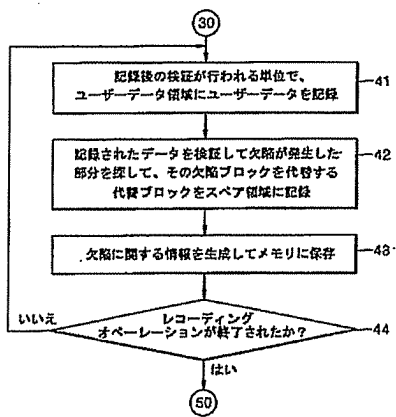 30
記録後の検証が行われる単位で、
ユーザーデータ領域にユーザーデータを記録
41
記録されたデータを検証して欠陥が発生した
部分を探して、その欠陥ブロックを代替する
代替ブロックをスペア領域に記録
42
欠陥に関する情報を生成してメモリに保存
43
いいえ
レコーディング
オペレーションが終了されたか?
44
はい
50